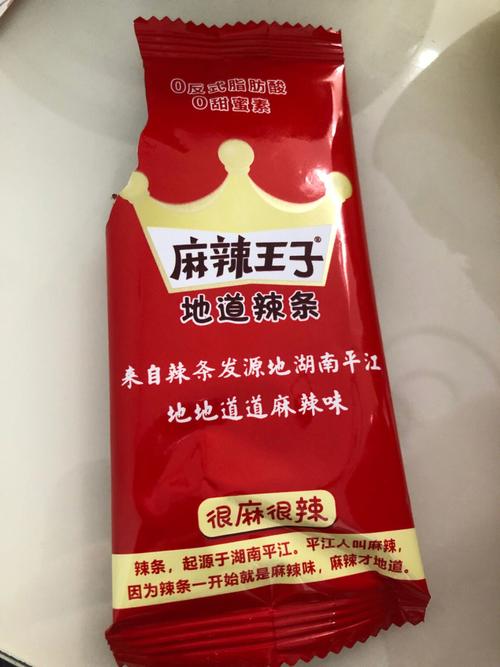 0反式脂肪酸
0甜蜜素
麻辣王子®
地道辣条
来自辣条发源地湖南平江
地地道道麻辣味
很麻很辣
辣条，起源于湖南平江。平江人叫麻辣，
因为辣条一开始就是麻辣味，麻辣才地道。